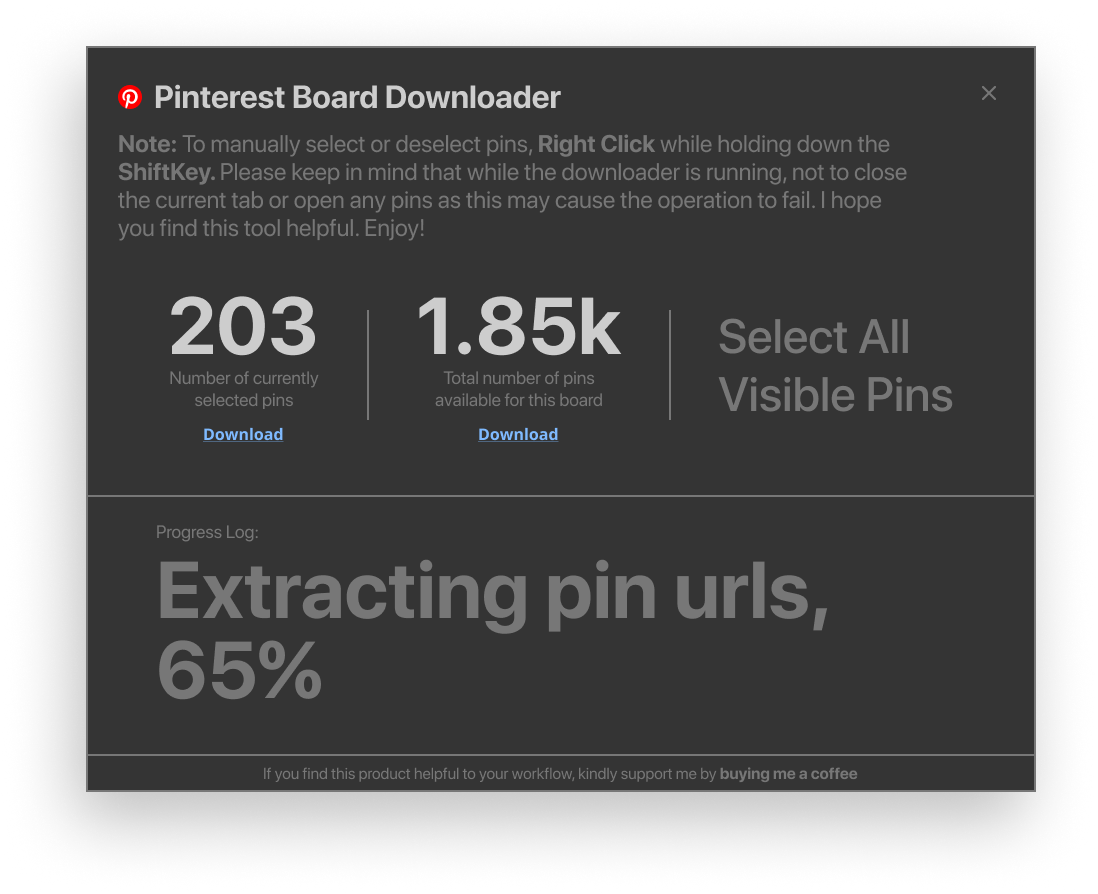 Pinterest Board Downloader
Note: To manually select or deselect pins, Right Click while holding down the
ShiftKey. Please keep in mind that while the downloader is running, not to close
the current tab or open any pins as this may cause the operation to fail. I hope
you find this tool helpful. Enjoy!
203
Number of currently
selected pins
Download
1.85k
Total number of pins
available for this board
Download
Select All
Visible Pins
Progress Log:
Extracting pin urls,
65%
If you find this product helpful to your workflow, kindly support me by buying me a coffee